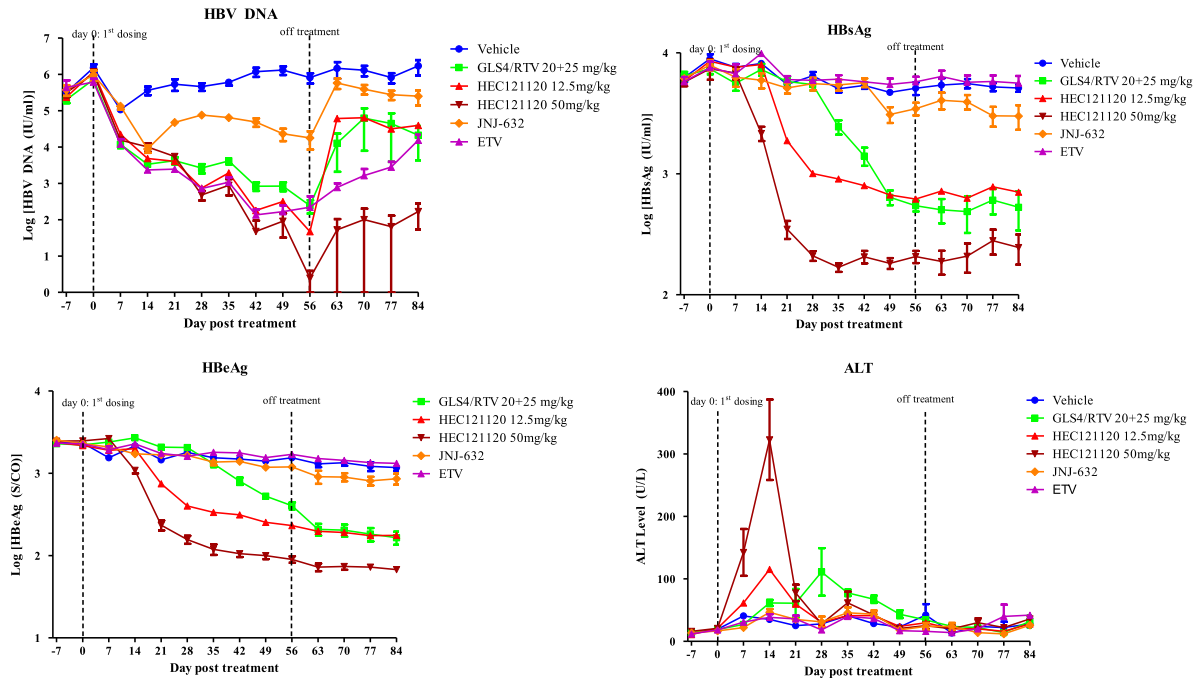 HBV DNA
day 0: 1st dosing
off treatment
Log [HBV DNA (IU/ml)]
7
6
5
4
3
2
1
0
-7 0 7 14 21 28 35 42 49 56 63 70 77 84
Day post treatment
Vehicle
GLS4/RTV 20+25 mg/kg
HEC121120 12.5mg/kg
HEC121120 50mg/kg
JNJ-632
ETV
HBsAg
day 0: 1st dosing
off treatment
Log [HBsAg (IU/ml)]
4
3
2
-7 0 7 14 21 28 35 42 49 56 63 70 77 84
Day post treatment
Vehicle
GLS4/RTV 20+25 mg/kg
HEC121120 12.5mg/kg
HEC121120 50mg/kg
JNJ-632
ETV
HBeAg
day 0: 1st dosing
off treatment
Log [HBeAg (S/CO)]
4
3
2
1
-7 0 7 14 21 28 35 42 49 56 63 70 77 84
Day post treatment
GLS4/RTV 20+25 mg/kg
HEC121120 12.5mg/kg
HEC121120 50mg/kg
JNJ-632
ETV
ALT
day 0: 1st dosing
off treatment
ALT Level (U/L)
400
300
200
100
0
-7 0 7 14 21 28 35 42 49 56 63 70 77 84
Day post treatment
Vehicle
GLS4/RTV 20+25 mg/kg
HEC121120 12.5mg/kg
HEC121120 50mg/kg
JNJ-632
ETV